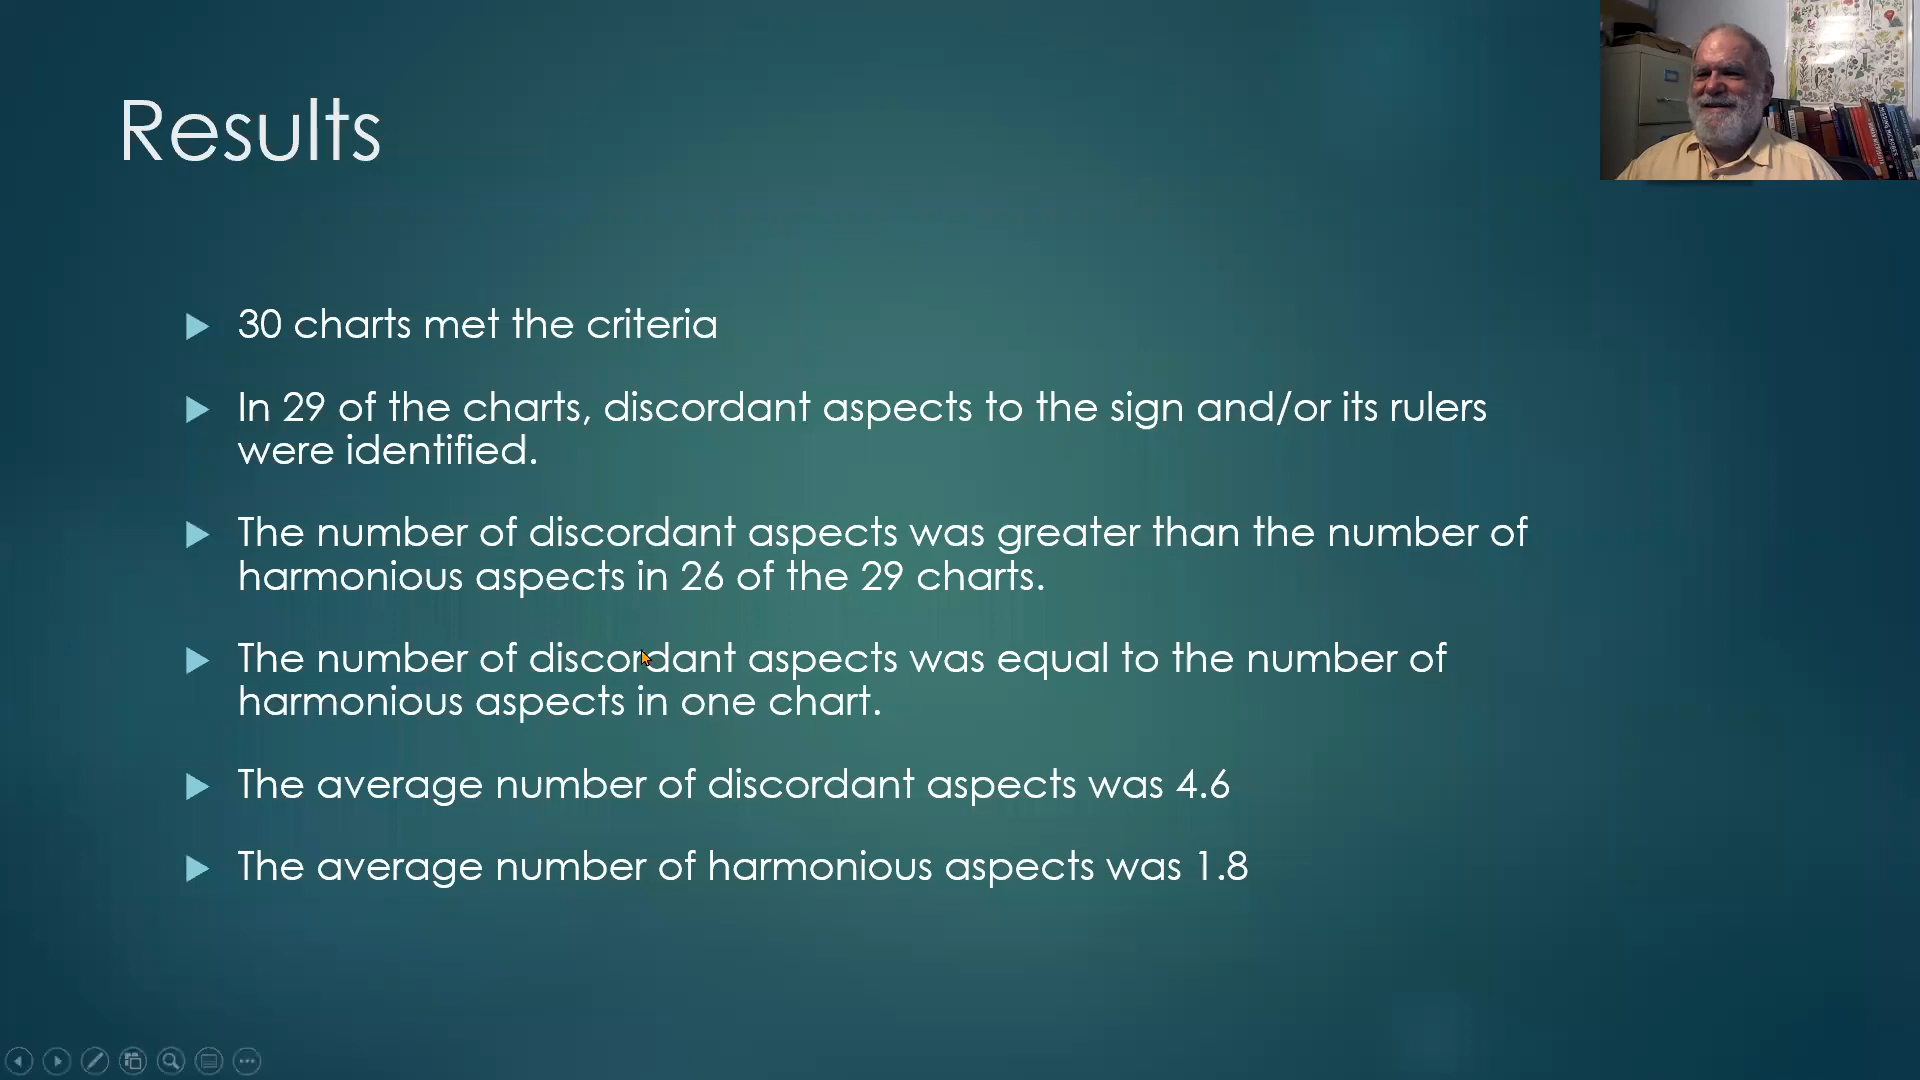 Results
30 charts met the criteria
In 29 of the charts, discordant aspects to the sign and/or its rulers
were identified.
The number of discordant aspects was greater than the number of
harmonious aspects in 26 of the 29 charts.
The number of discordant aspects was equal to the number of
harmonious aspects in one chart.
The average number of discordant aspects was 4.6
The average number of harmonious aspects was 1.8